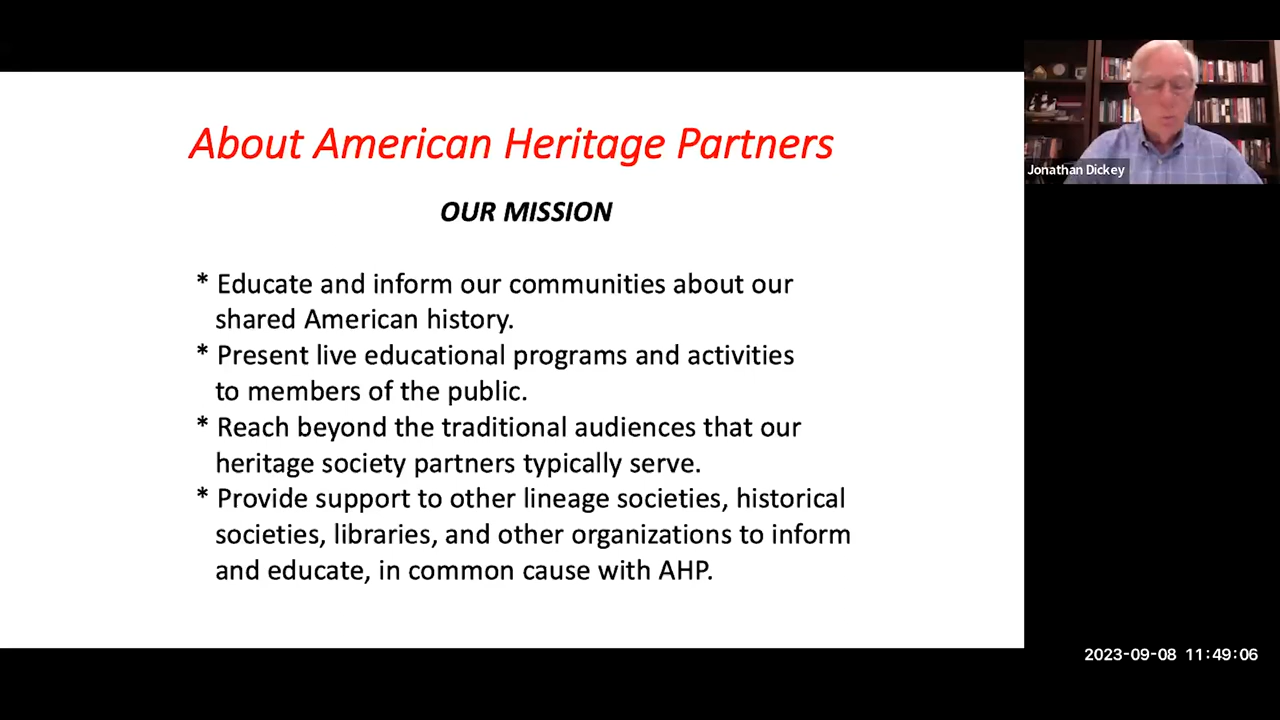 About American Heritage Partners
OUR MISSION
* Educate and inform our communities about our
shared American history.
* Present live educational programs and activities
to members of the public.
* Reach beyond the traditional audiences that our
heritage society partners typically serve.
* Provide support to other lineage societies, historical
societies, libraries, and other organizations to inform
and educate, in common cause with AHP.
Jonathan Dickey
2023-09-08 11:49:06